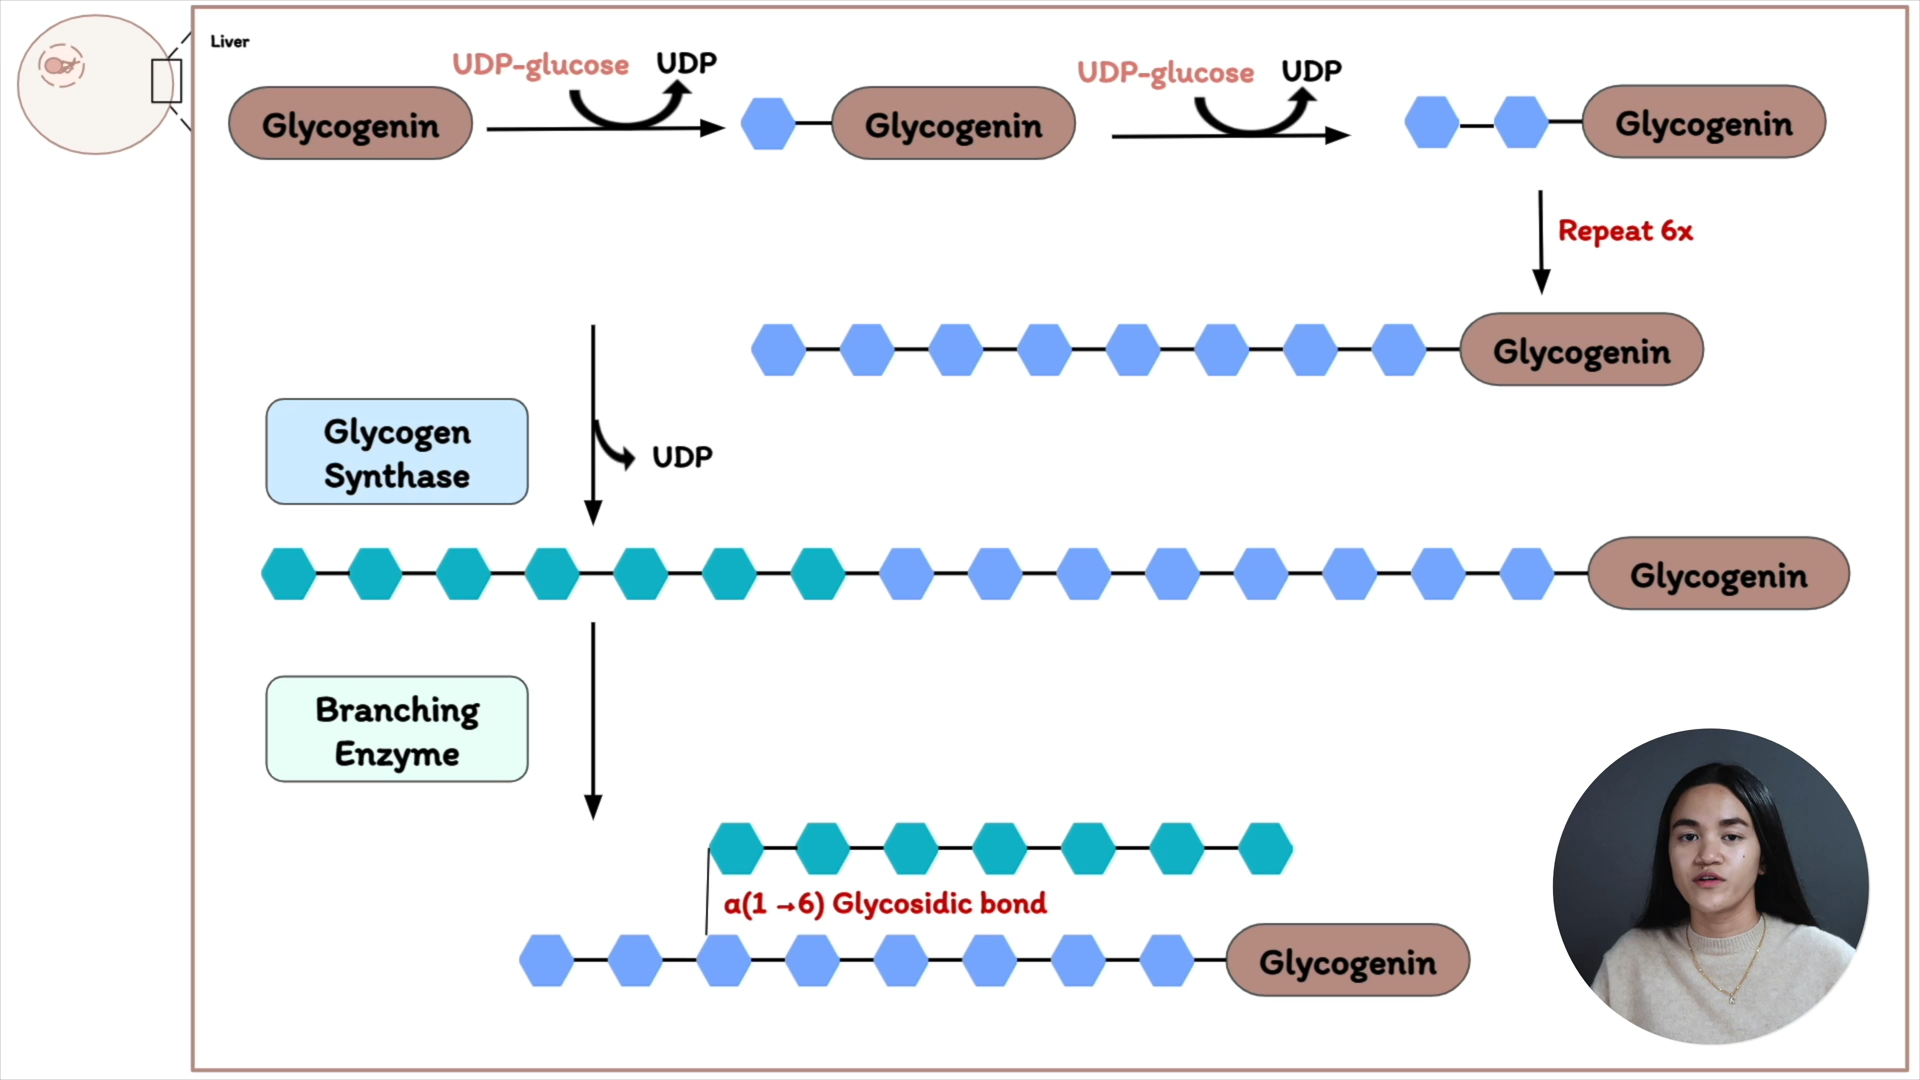 Liver
UDP-glucose
UDP
UDP-glucose
UDP
Glycogenin
Glycogenin
Glycogenin
Repeat 6x
Glycogenin
Glycogen
Synthase
UDP
Glycogenin
Branching
Enzyme
α(1→6) Glycosidic bond
Glycogenin